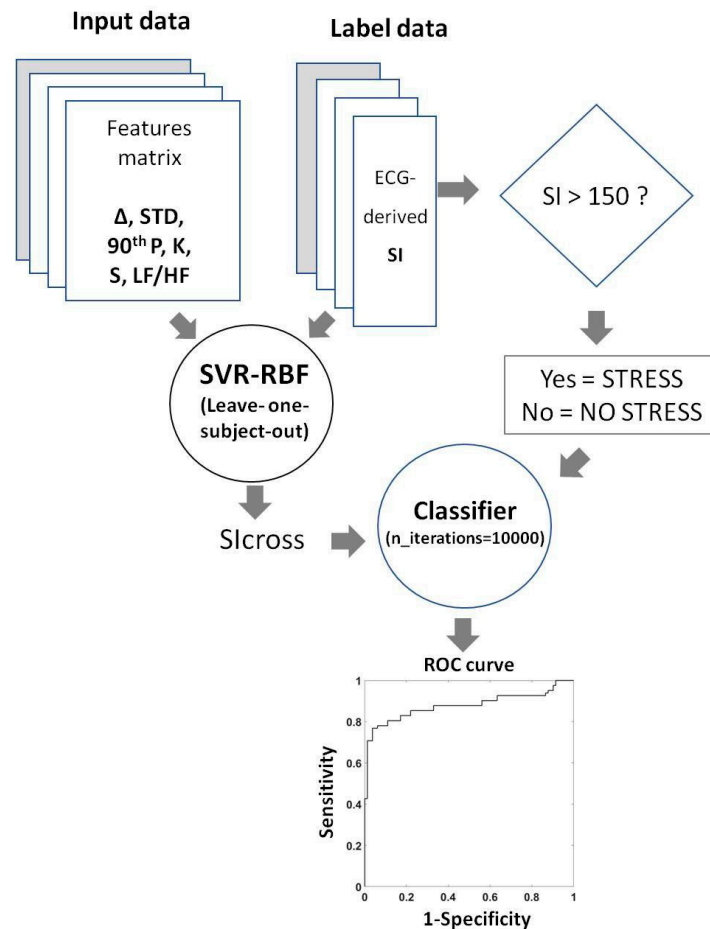 Input data
Label data
Features
matrix
Δ, STD,
90th P, K,
S, LF/HF
ECG-
derived
SI
SI > 150 ?
SVR-RBF
(Leave- one-
subject-out)
Yes = STRESS
No = NO STRESS
SIcross
Classifier
(n_iterations=10000)
ROC curve
1
0.8
0.6
0.4
0.2
0
Sensitivity
0 0.2 0.4 0.6 0.8 1
1-Specificity